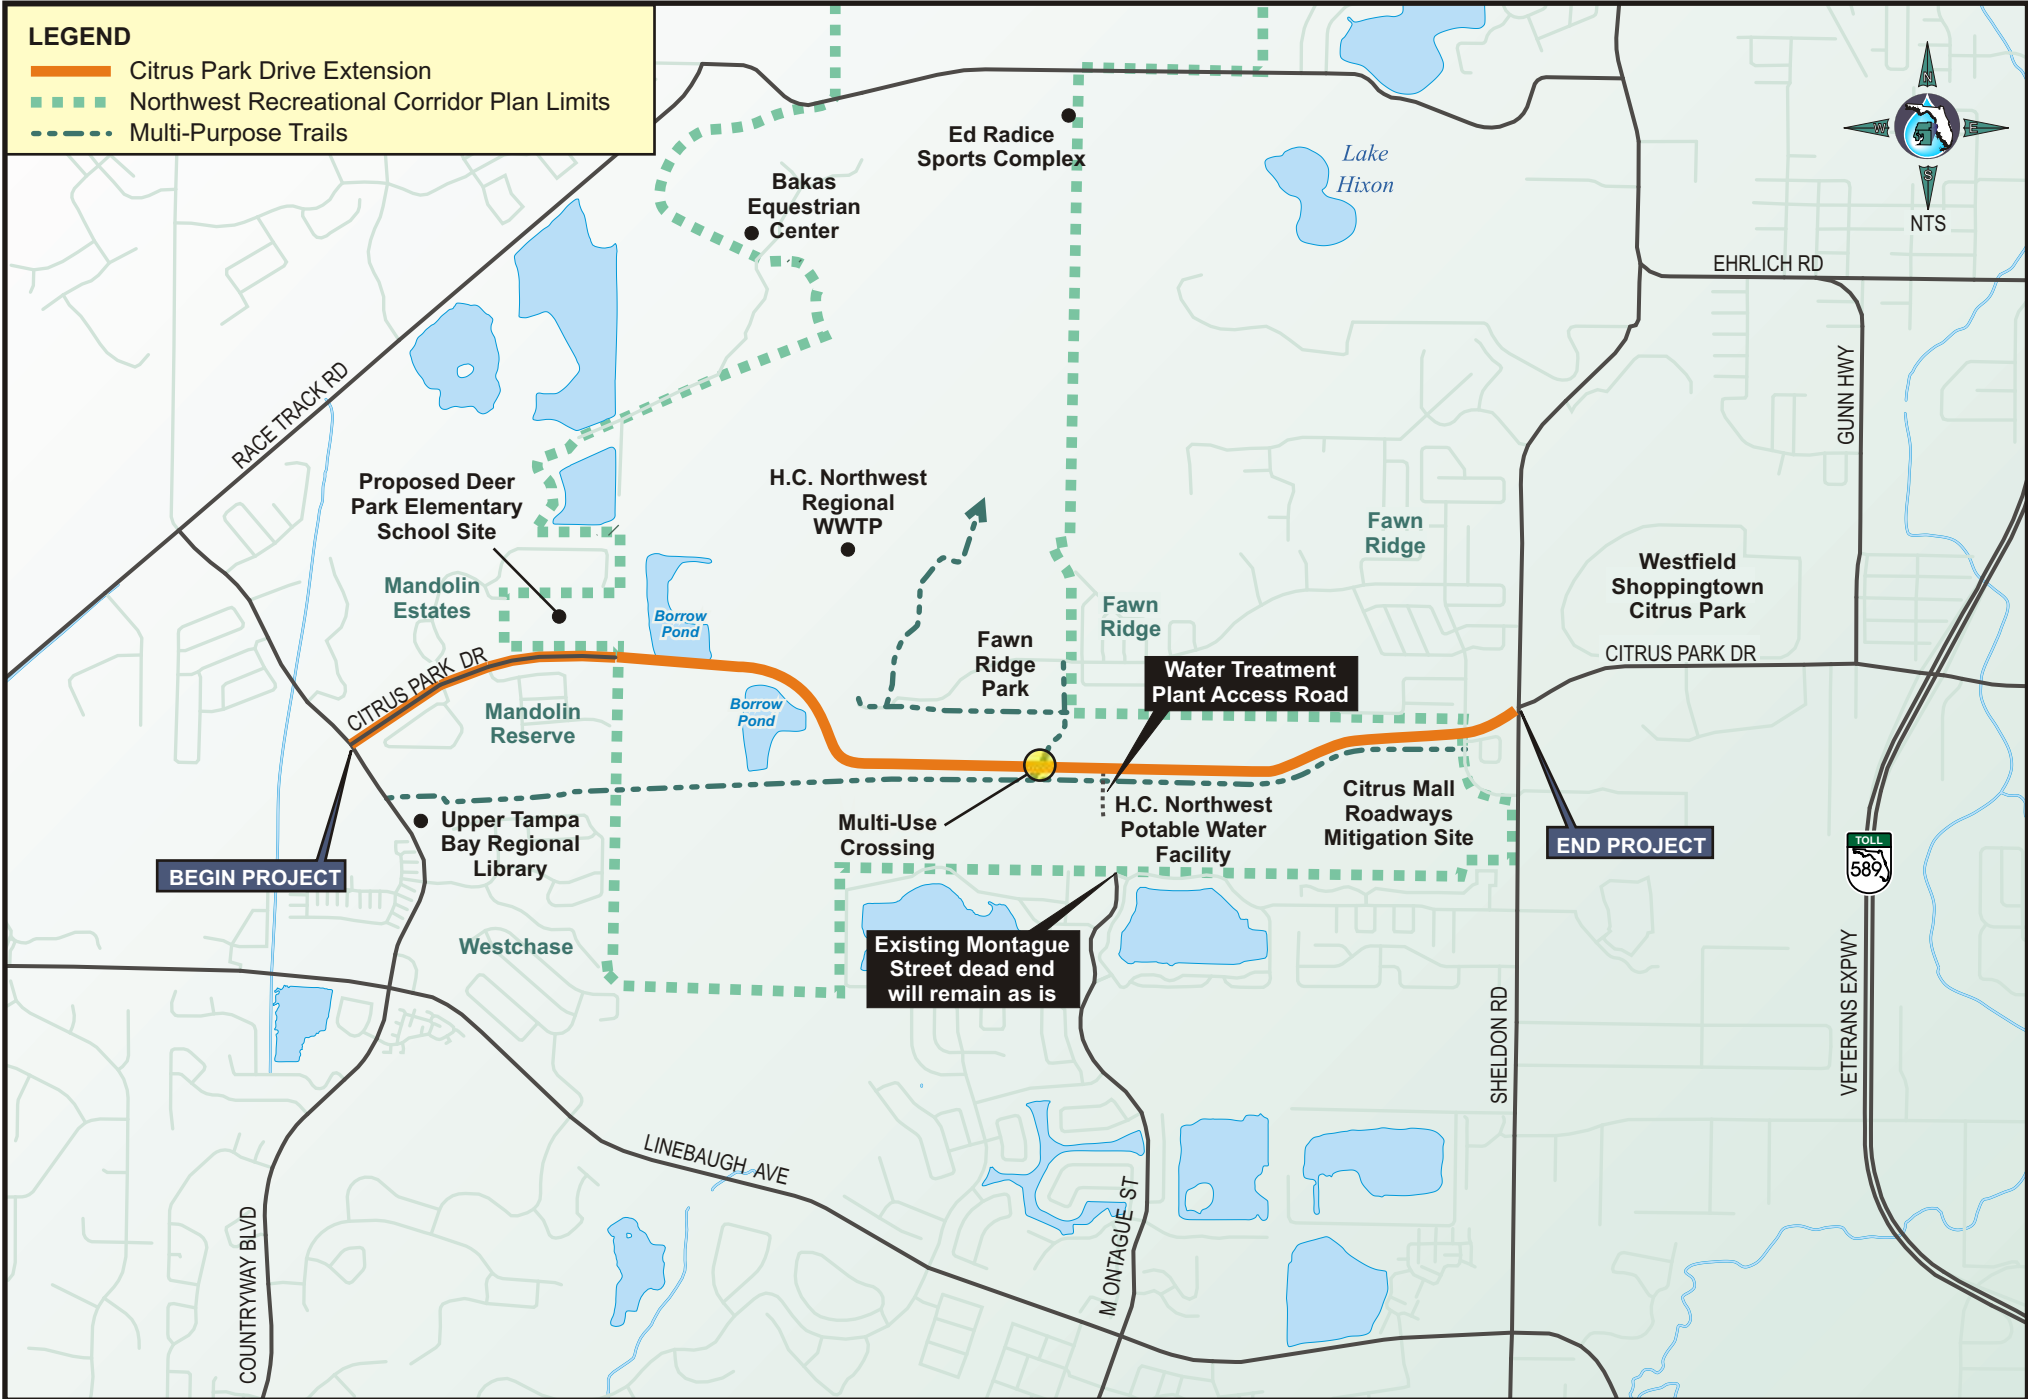 LEGEND
Citrus Park Drive Extension
Northwest Recreational Corridor Plan Limits
Multi-Purpose Trails
N
W
E
S
NTS
Ed Radice
Sports Complex
Lake
Hixon
Bakas
Equestrian
Center
EHRLICH RD
RACE TRACK RD
GUNN HWY
Proposed Deer
Park Elementary
School Site
H.C. Northwest
Regional
WWTP
Fawn
Ridge
Westfield
Shoppingtown
Citrus Park
Mandolin
Estates
Borrow
Pond
Fawn
Ridge
Fawn
Ridge
Park
CITRUS PARK DR
CITRUS PARK DR
Water Treatment
Plant Access Road
Mandolin
Reserve
Borrow
Pond
Citrus Mall
Roadways
Mitigation Site
H.C. Northwest
Potable Water
Facility
Multi-Use
Crossing
Upper Tampa
Bay Regional
Library
BEGIN PROJECT
END PROJECT
TOLL
589
Westchase
Existing Montague
Street dead end
will remain as is
SHELDON RD
VETERANS EXPWY
LINEBAUGH AVE
M ONTAGUE ST
COUNTRYWAY BLVD